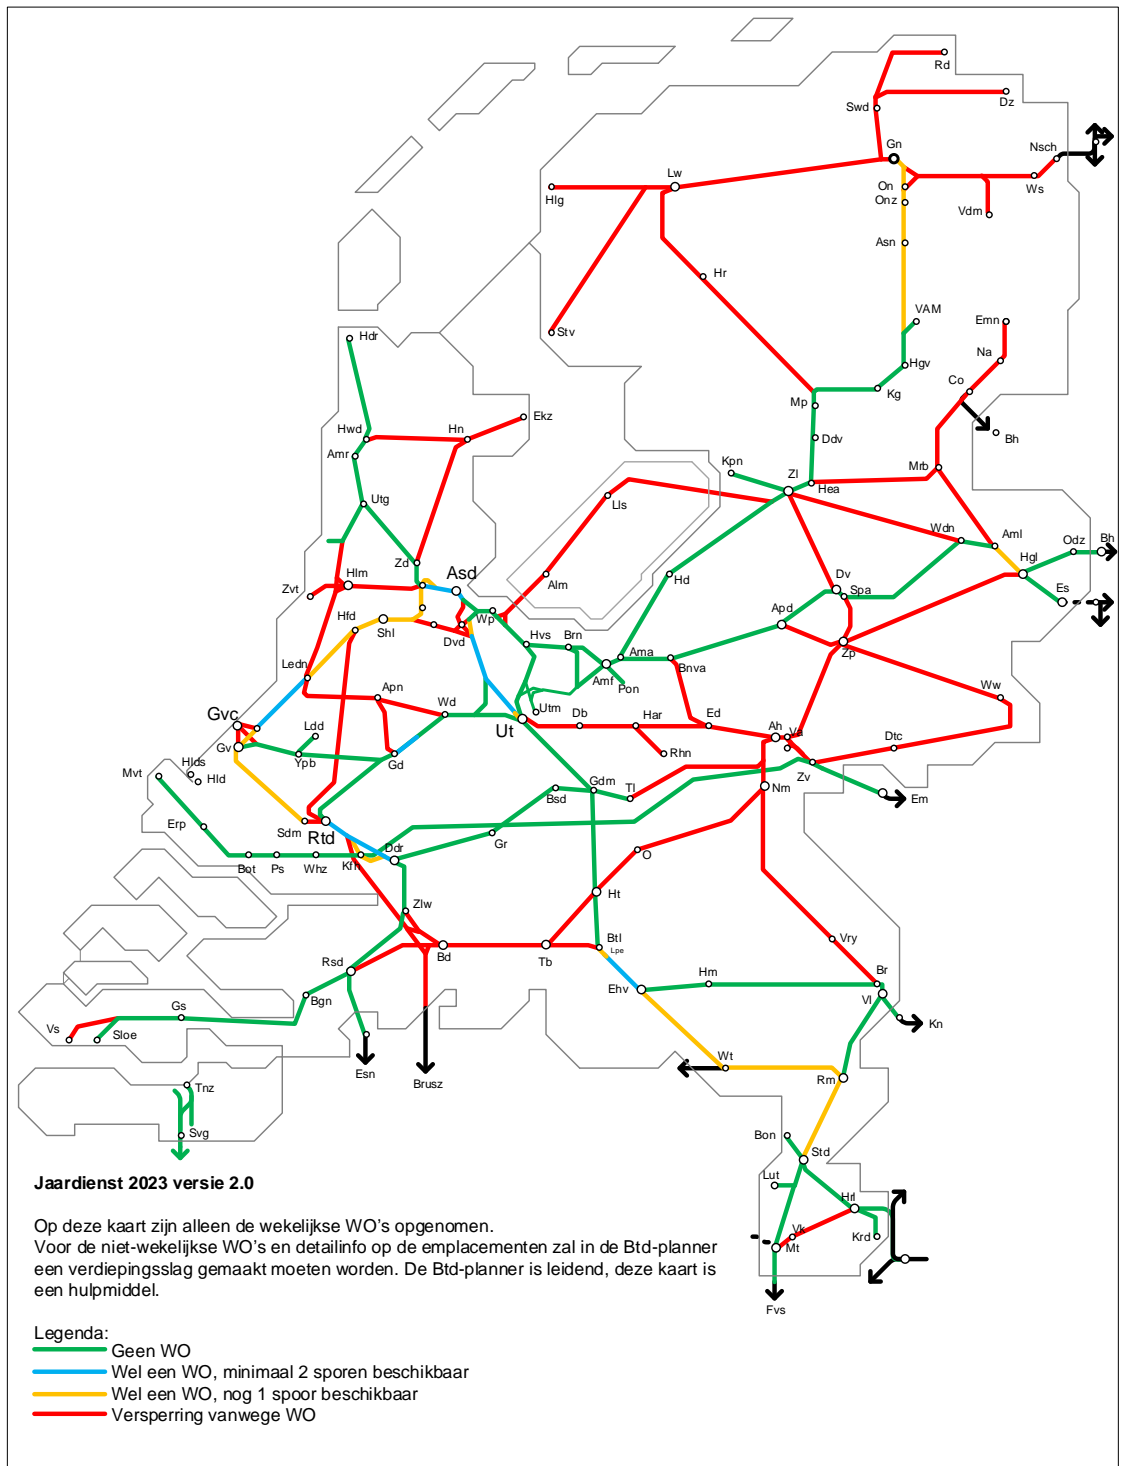 Rd
Dz
Swd
Gn
Nsch
Lw
On
Ws
Hlg
Onz
Vdm
Asn
Hr
VAM
Emn
Stv
Hdr
Na
Hgv
Co
Kg
Mp
Ekz
Hwd
Hn
Ddv
Bh
Amr
Kpn
Zl
Mrb
Hea
Utg
Lls
Wdn
Aml
Odz
Bh
Zd
Hgl
Hlm
Asd
Alm
Hd
Dv
Spa
Es
Zvt
Hfd
Shl
Wp
Apd
Dvd
Hvs
Brn
Ama
Zp
Ledn
Bnva
Amf
Pon
Ww
Apn
Gvc
Wd
Utm
Ldd
Ut
Db
Har
Ed
Ah
Va
Gv
Ypb
Gd
Rhn
Dtc
Hlds
Mvt
Hld
Zv
Gdm
Bsd
Tl
Nm
Em
Erp
Sdm
Rtd
Gr
Ddr
O
Bot
Ps
Whz
Kfh
Ht
Zlw
Btl
Vry
Lpe
Bd
Tb
Rsd
Hm
Br
Ehv
Vl
Bgn
Gs
Vs
Sloe
Kn
Wt
Esn
Brusz
Rm
Tnz
Svg
Bon
Std
Lut
Hrl
Vk
Krd
Mt
Fvs
Jaardienst 2023 versie 2.0
Op deze kaart zijn alleen de wekelijkse WO's opgenomen.
Voor de niet-wekelijkse WO's en detailinfo op de emplacementen zal in de Btd-planner
een verdiepingsslag gemaakt moeten worden. De Btd-planner is leidend, deze kaart is
een hulpmiddel.
Legenda:
Geen WO
Wel een WO, minimaal 2 sporen beschikbaar
Wel een WO, nog 1 spoor beschikbaar
Versperring vanwege WO